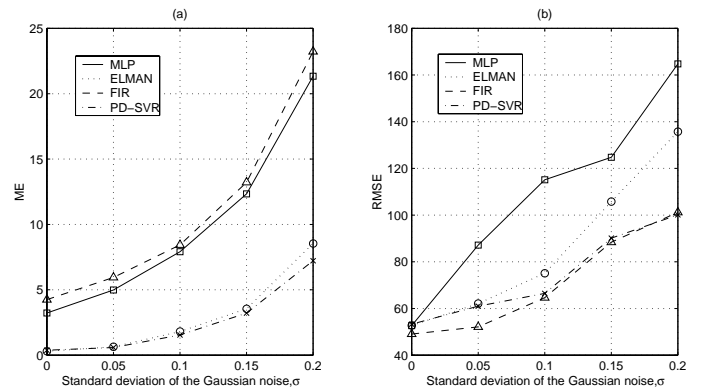 (a)
25
20
15
10
5
0
ME
MLP
ELMAN
FIR
PD-SVR
0 0.05 0.1 0.15 0.2
Standard deviation of the Gaussian noise,σ
(b)
180
160
140
120
100
80
60
40
RMSE
MLP
ELMAN
FIR
PD-SVR
0 0.05 0.1 0.15 0.2
Standard deviation of the Gaussian noise,σ